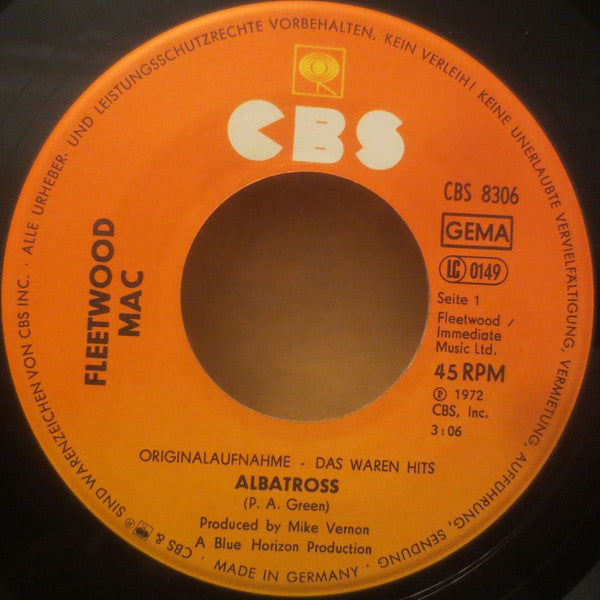 ALLE URHEBER- UND LEISTUNGSSCHUTZRECHTE VORBEHALTEN. KEIN VERLEIH! KEINE UNERLAUBTE VERVIELFÄLTIGUNG, VERMIETUNG, AUFFÜHRUNG, SENDUNG.
CBS
CBS 8306
GEMA
LC 0149
FLEETWOOD
MAC
Seite 1
Fleetwood /
Immediate
Music Ltd.
45 RPM
Ⓟ 1972
CBS, Inc.
3:06
ORIGINALAUFNAHME - DAS WAREN HITS
ALBATROSS
(P. A. Green)
Produced by Mike Vernon
A Blue Horizon Production
· MADE IN GERMANY ·
CBS & ® SIND WARENZEICHEN VON CBS INC. ·